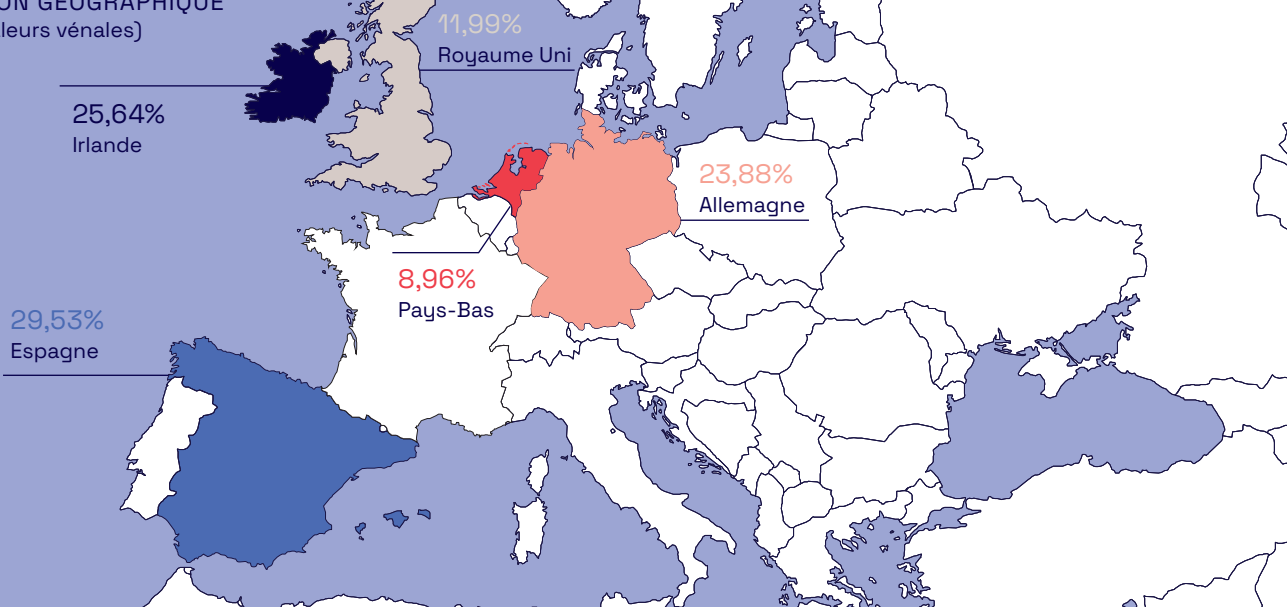 ON GÉOGRAPHIQUE
leurs vénales)
11,99%
Royaume Uni
25,64%
Irlande
23,88%
Allemagne
8,96%
Pays-Bas
29,53%
Espagne